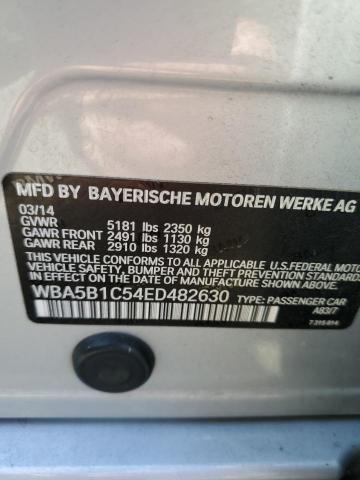 MFD BY BAYERISCHE MOTOREN WERKE AG
03/14
GVWR 5181 lbs 2350 kg
GAWR FRONT 2491 lbs 1130 kg
GAWR REAR 2910 lbs 1320 kg
THIS VEHICLE CONFORMS TO ALL APPLICABLE U.S. FEDERAL MOTOR
VEHICLE SAFETY, BUMPER, AND THEFT PREVENTION
STANDARDS IN EFFECT ON THE DATE OF MANUFACTURE SHOWN ABOVE.
WBA5B1C54ED482630 TYPE: PASSENGER CAR
A83/7